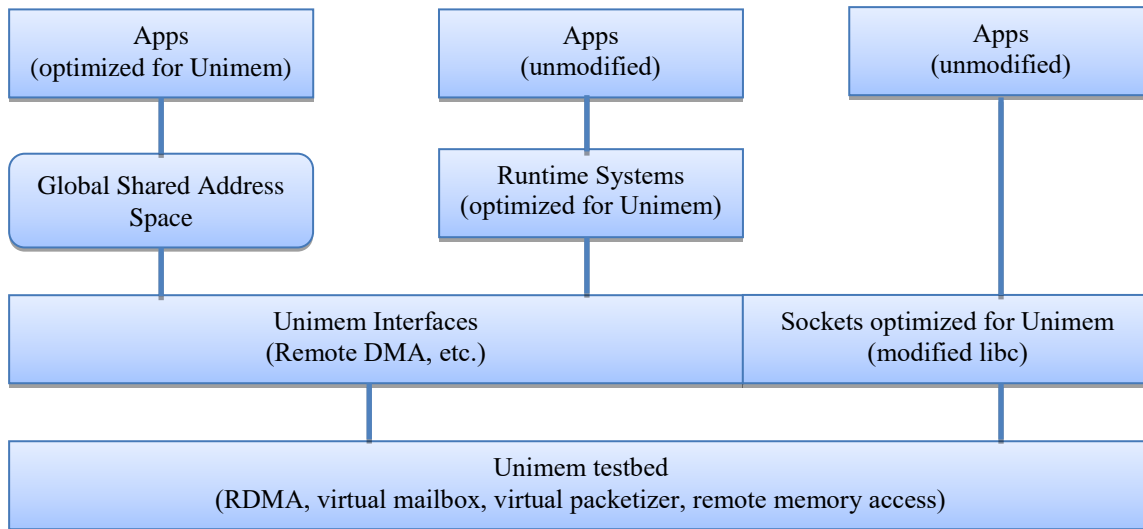 Apps
(optimized for Unimem)
Apps
(unmodified)
Apps
(unmodified)
Global Shared Address
Space
Runtime Systems
(optimized for Unimem)
Unimem Interfaces
(Remote DMA, etc.)
Sockets optimized for Unimem
(modified libc)
Unimem testbed
(RDMA, virtual mailbox, virtual packetizer, remote memory access)